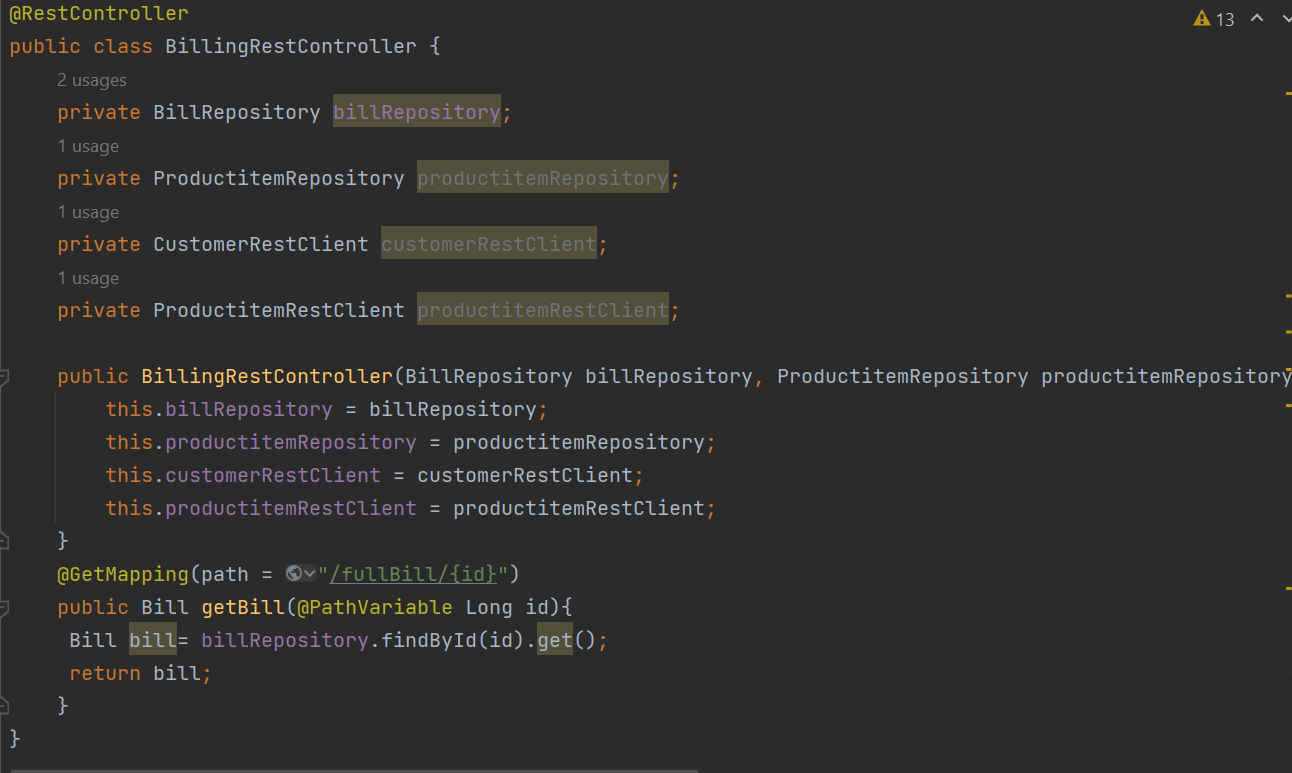 @RestController
13
public class BillingRestController {
2 usages
private BillRepository billRepository;
1 usage
private ProductitemRepository productitemRepository;
1 usage
private CustomerRestClient customerRestClient;
1 usage
private ProductitemRestClient productitemRestClient;
public BillingRestController(BillRepository billRepository, ProductitemRepository productitemRepository
this.billRepository = billRepository;
this.productitemRepository = productitemRepository;
this.customerRestClient = customerRestClient;
this.productitemRestClient = productitemRestClient;
}
@GetMapping(path = "/fullBill/{id}")
public Bill getBill(@PathVariable Long id){
Bill bill= billRepository.findById(id).get();
return bill;
}
}